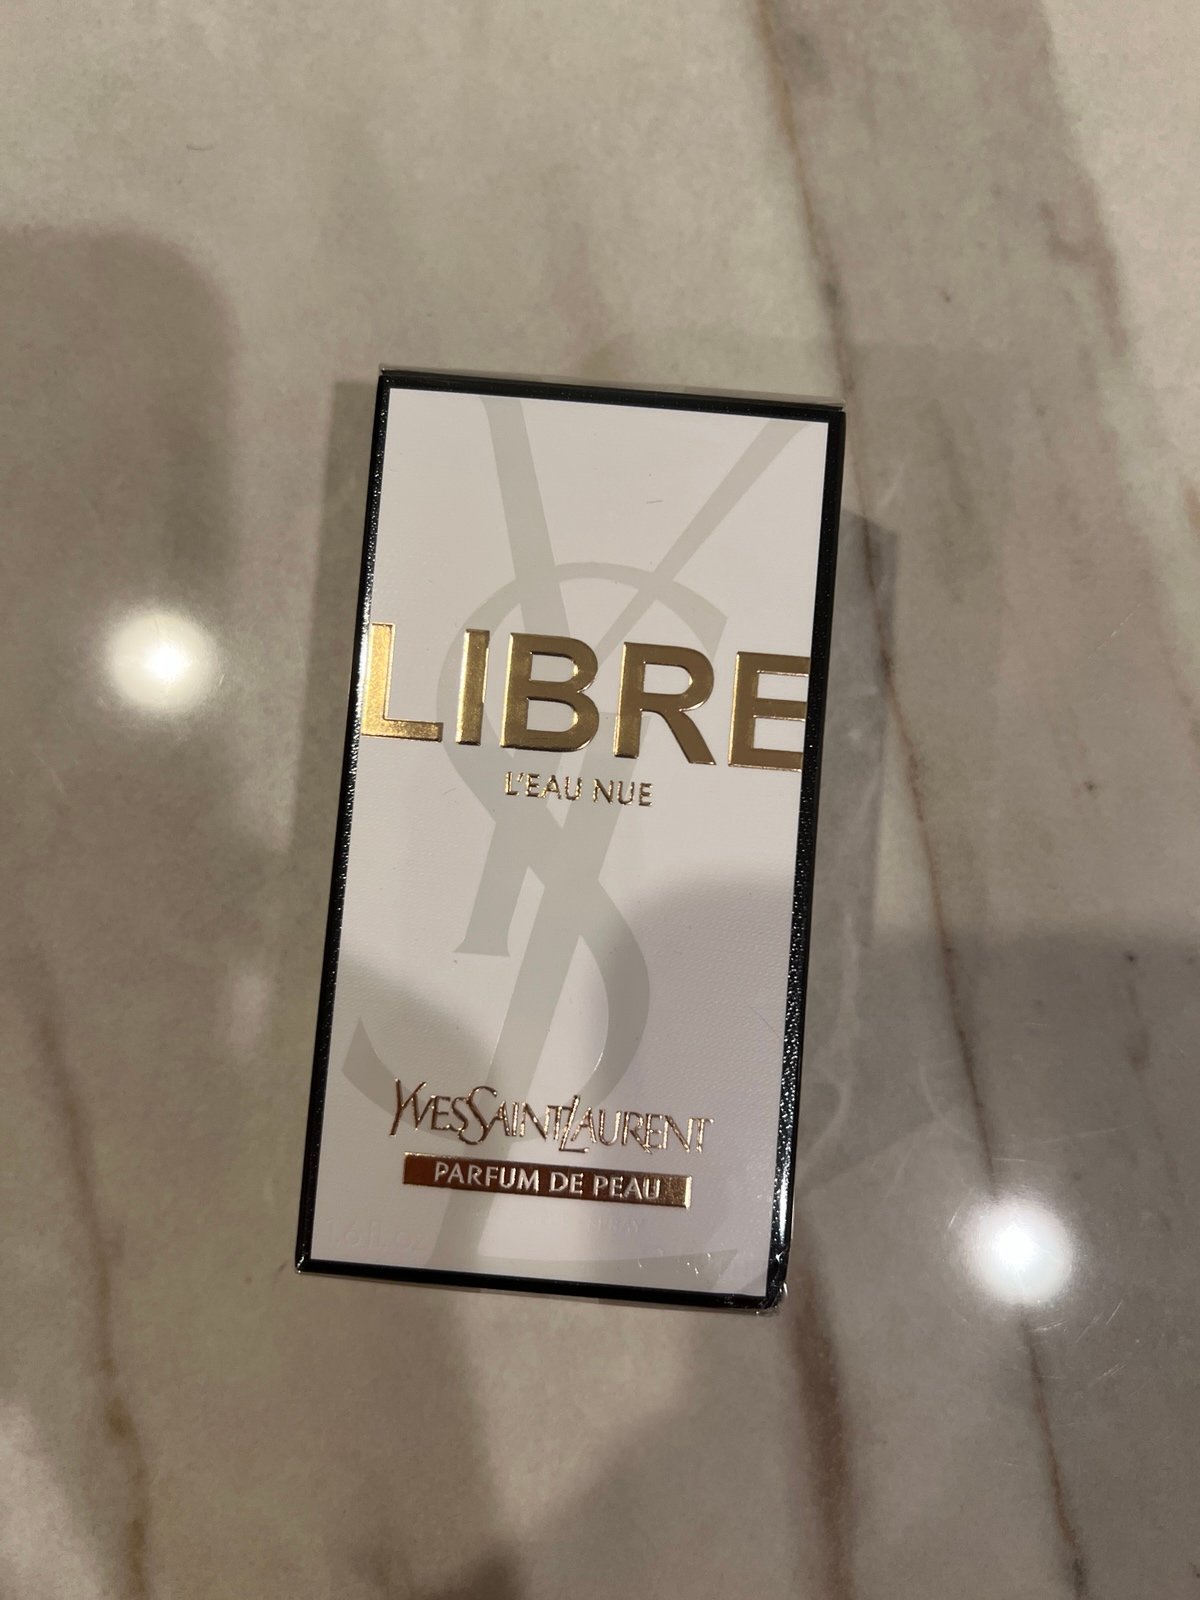 LIBRE
L'EAU NUE
YVESSAINTLAURENT
PARFUM DE PEAU